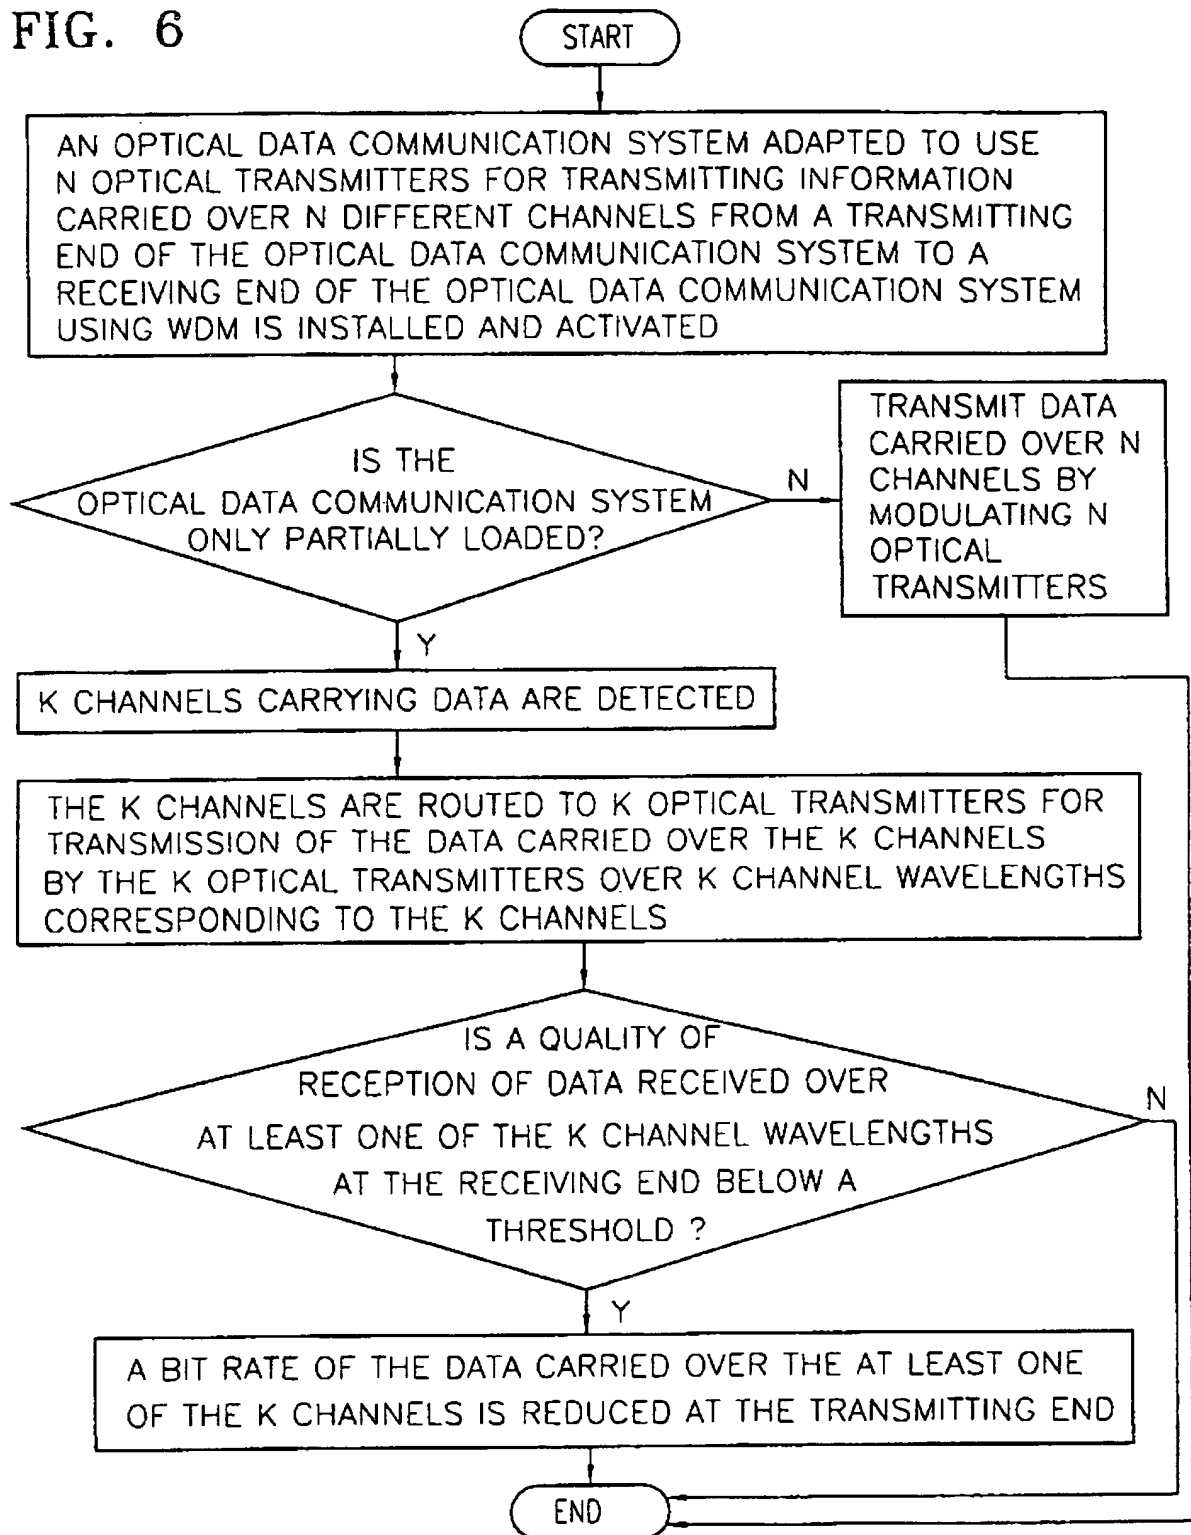 FIG. 6
START
AN OPTICAL DATA COMMUNICATION SYSTEM ADAPTED TO USE
N OPTICAL TRANSMITTERS FOR TRANSMITTING INFORMATION
CARRIED OVER N DIFFERENT CHANNELS FROM A TRANSMITTING
END OF THE OPTICAL DATA COMMUNICATION SYSTEM TO A
RECEIVING END OF THE OPTICAL DATA COMMUNICATION SYSTEM
USING WDM IS INSTALLED AND ACTIVATED
IS THE
OPTICAL DATA COMMUNICATION SYSTEM
ONLY PARTIALLY LOADED?
N
TRANSMIT DATA
CARRIED OVER N
CHANNELS BY
MODULATING N
OPTICAL
TRANSMITTERS
Y
K CHANNELS CARRYING DATA ARE DETECTED
THE K CHANNELS ARE ROUTED TO K OPTICAL TRANSMITTERS FOR
TRANSMISSION OF THE DATA CARRIED OVER THE K CHANNELS
BY THE K OPTICAL TRANSMITTERS OVER K CHANNEL WAVELENGTHS
CORRESPONDING TO THE K CHANNELS
IS A QUALITY OF
RECEPTION OF DATA RECEIVED OVER
AT LEAST ONE OF THE K CHANNEL WAVELENGTHS
AT THE RECEIVING END BELOW A
THRESHOLD ?
N
Y
A BIT RATE OF THE DATA CARRIED OVER THE AT LEAST ONE
OF THE K CHANNELS IS REDUCED AT THE TRANSMITTING END
END